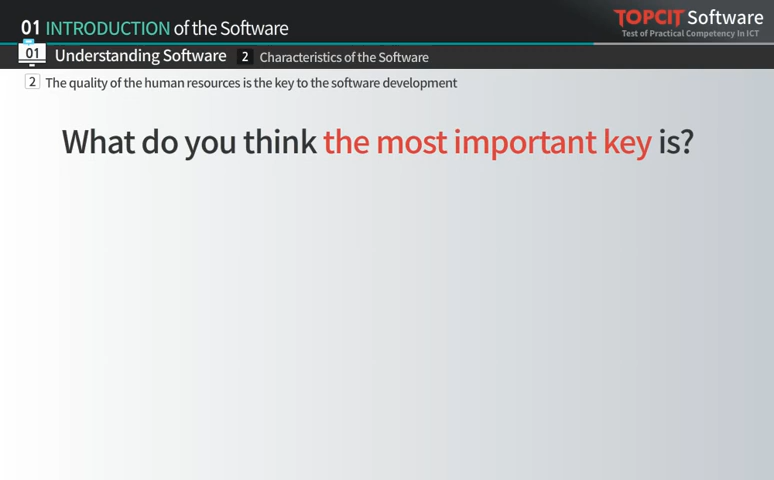 01 INTRODUCTION of the Software
TOPCIT Software
Test of Practical Competency In ICT
01 Understanding Software 2 Characteristics of the Software
2 The quality of the human resources is the key to the software development
What do you think the most important key is?